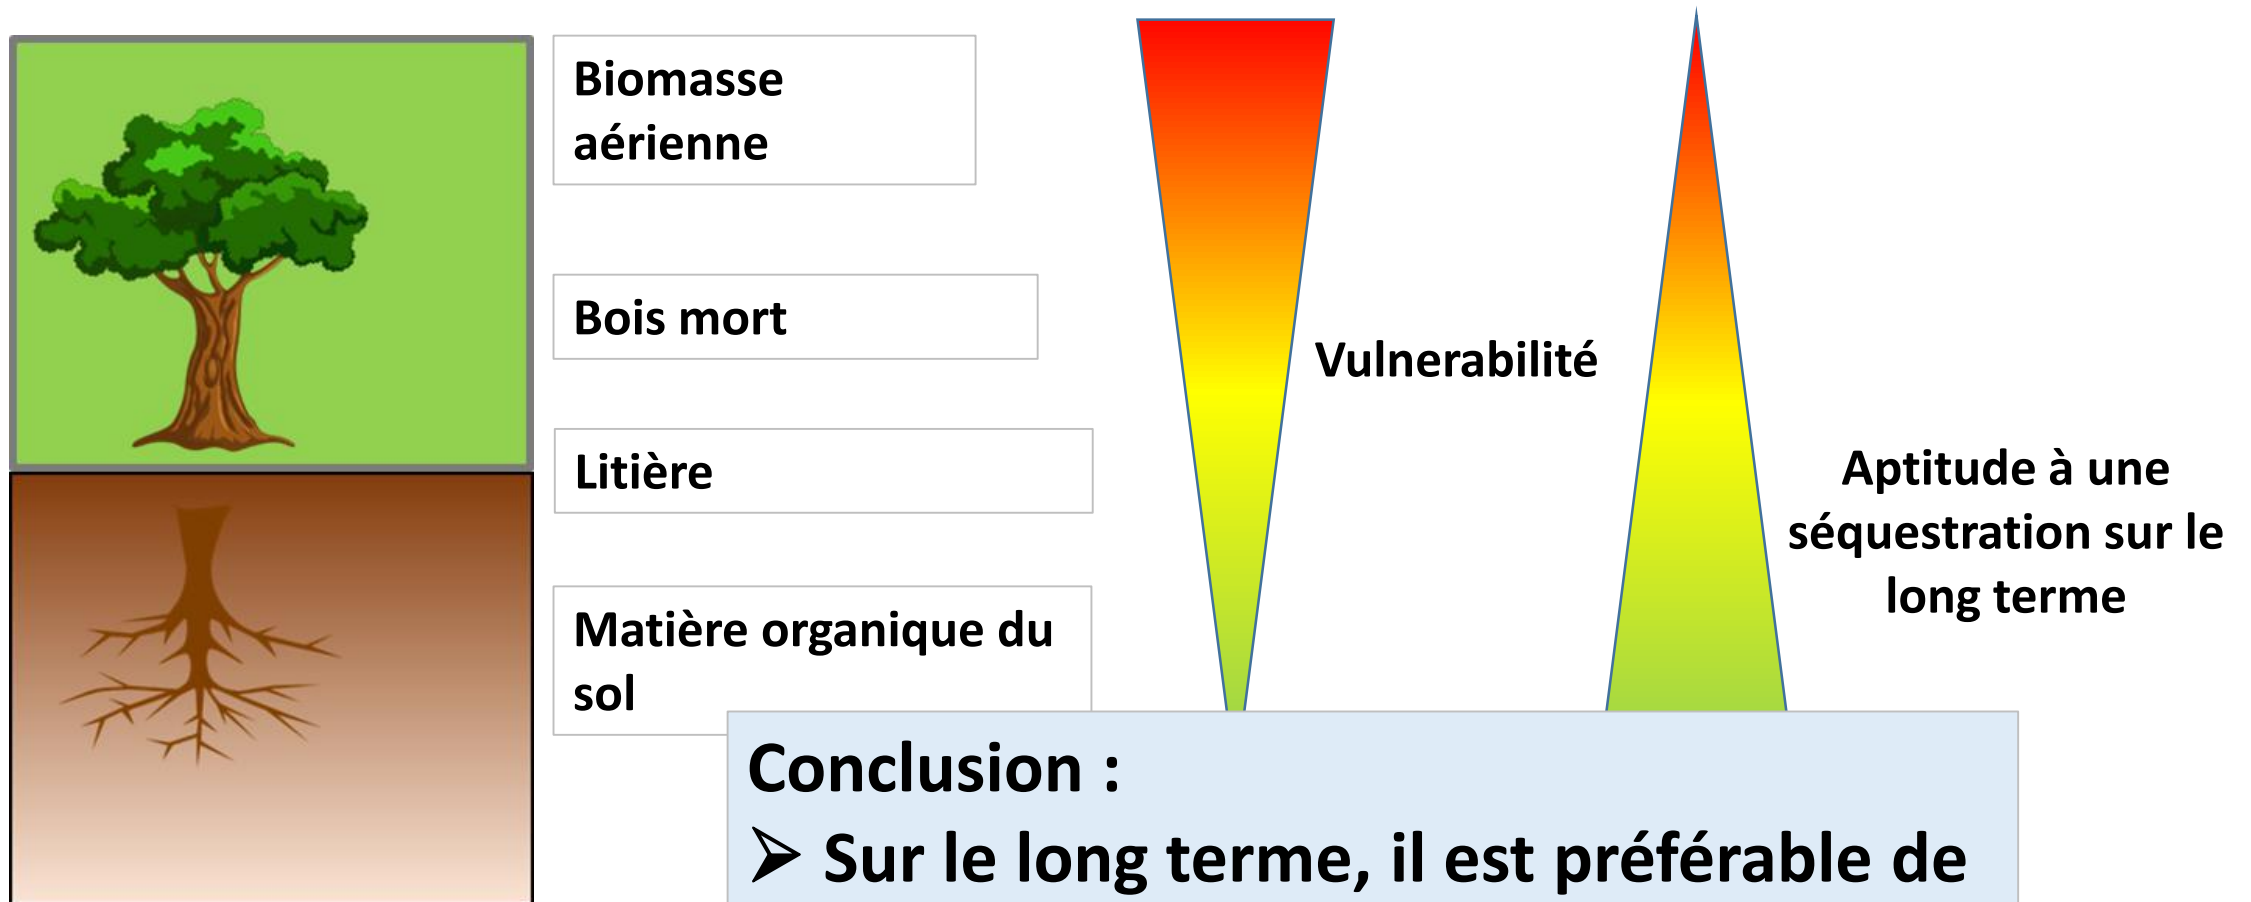 Biomasse
aérienne
Bois mort
Litière
Matière organique du
sol
Vulnerabilité
Aptitude à une
séquestration sur le
long terme
Conclusion :
➢ Sur le long terme, il est préférable de